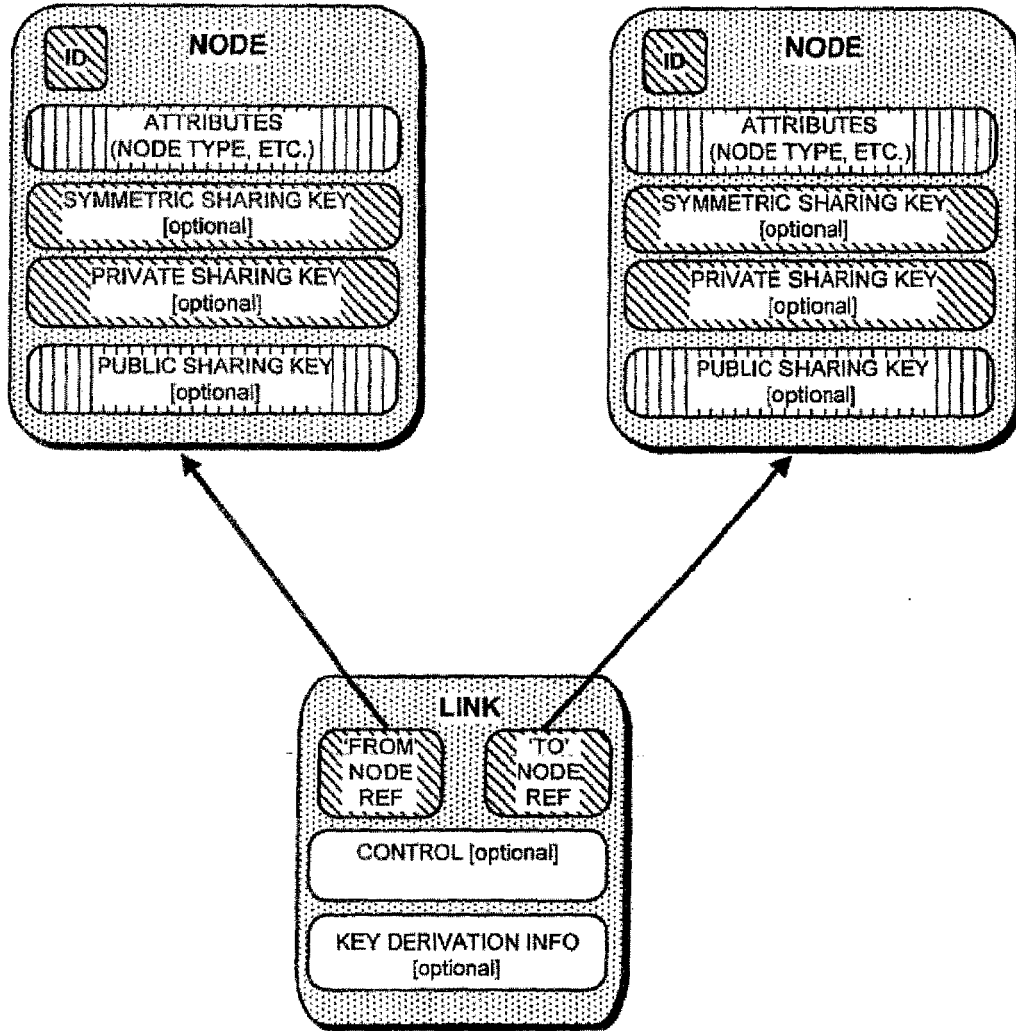 ID
NODE
ATTRIBUTES
(NODE TYPE, ETC.)
SYMMETRIC SHARING KEY
[optional]
PRIVATE SHARING KEY
[optional]
PUBLIC SHARING KEY
[optional]
ID
NODE
ATTRIBUTES
(NODE TYPE, ETC.)
SYMMETRIC SHARING KEY
[optional]
PRIVATE SHARING KEY
[optional]
PUBLIC SHARING KEY
[optional]
LINK
'FROM'
NODE
REF
'TO'
NODE
REF
CONTROL [optional]
KEY DERIVATION INFO
[optional]